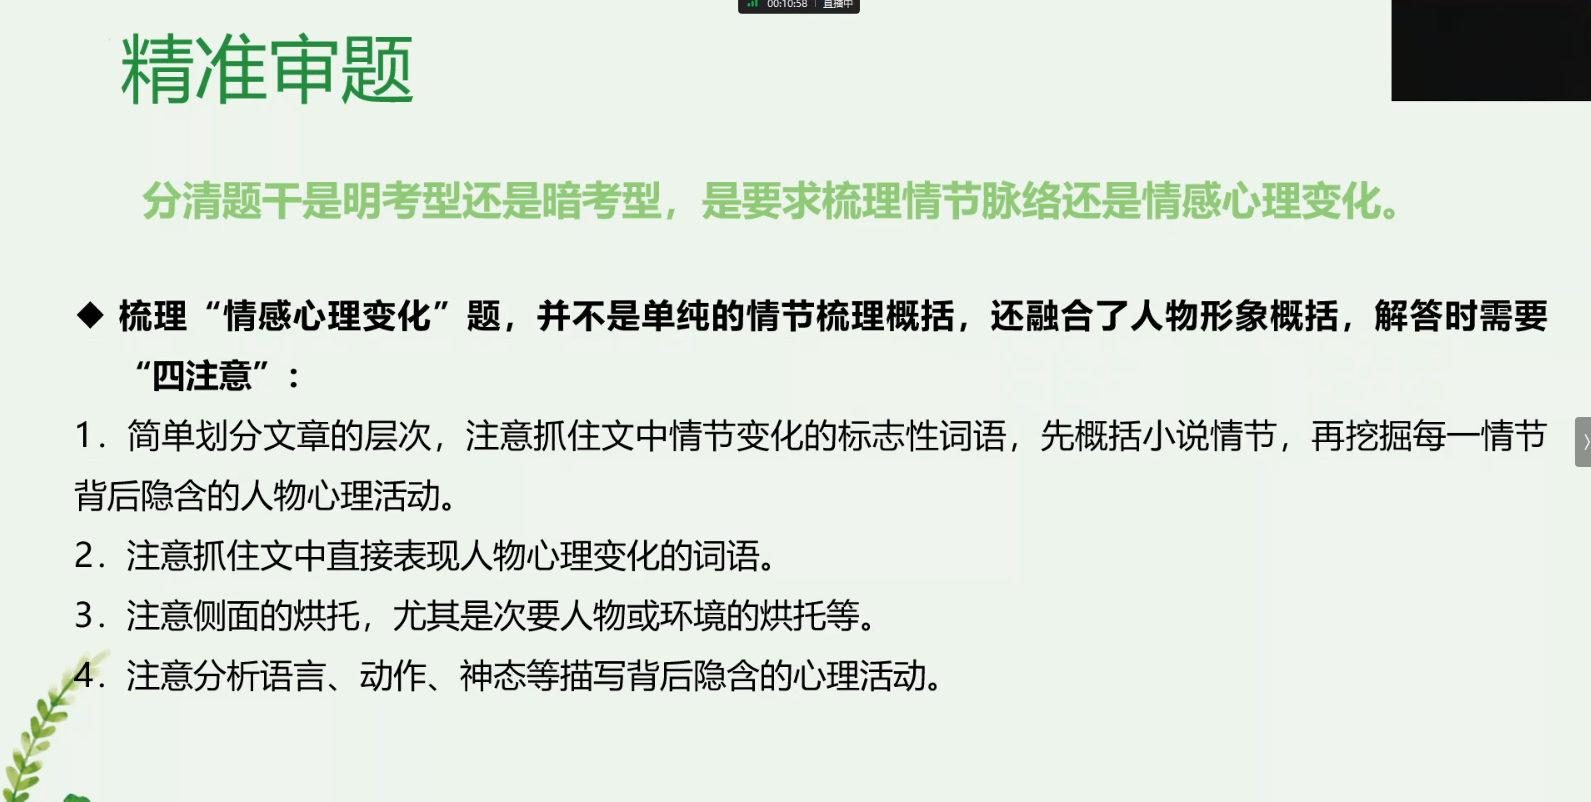 00:10:58 直播中
精准审题
分清题干是明考型还是暗考型，是要求梳理情节脉络还是情感心理变化。
◆ 梳理“情感心理变化”题，并不是单纯的情节梳理概括，还融合了人物形象概括，解答时需要
“四注意”：
1．简单划分文章的层次，注意抓住文中情节变化的标志性词语，先概括小说情节，再挖掘每一情节
背后隐含的人物心理活动。
2．注意抓住文中直接表现人物心理变化的词语。
3．注意侧面的烘托，尤其是次要人物或环境的烘托等。
4．注意分析语言、动作、神态等描写背后隐含的心理活动。